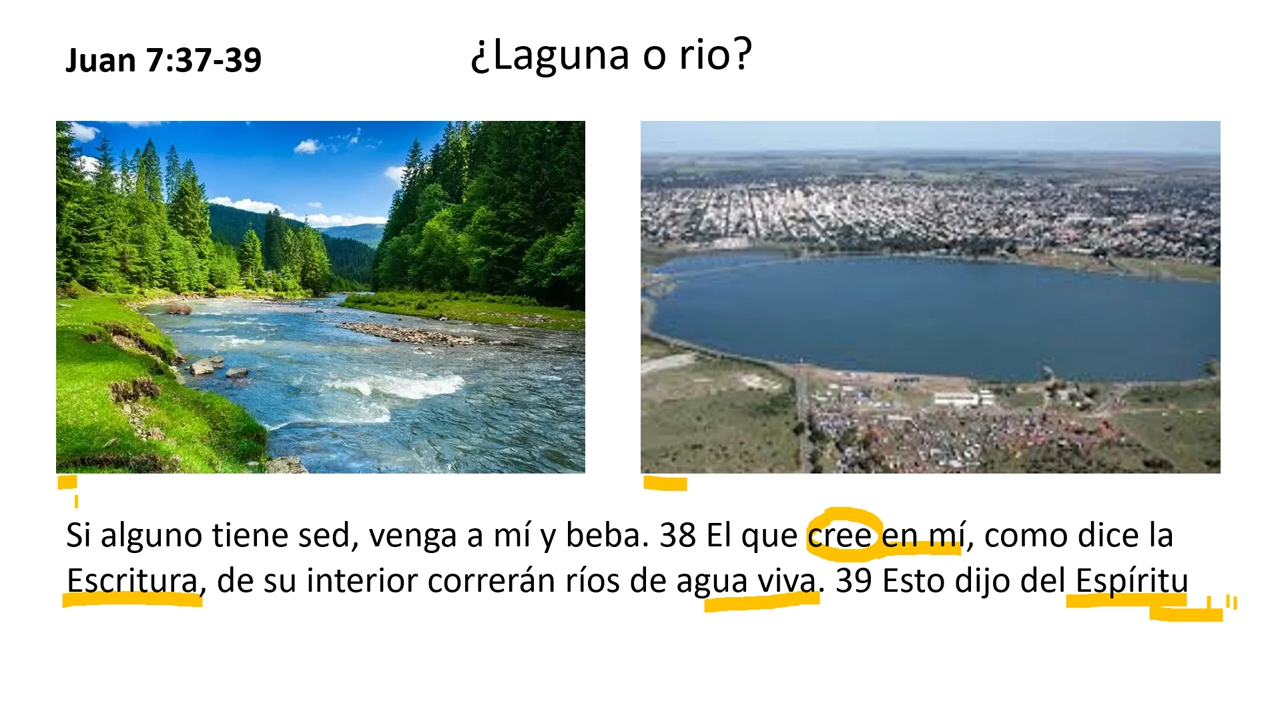 Juan 7:37-39
¿Laguna o rio?
Si alguno tiene sed, venga a mí y beba. 38 El que cree en mí, como dice la
Escritura, de su interior correrán ríos de agua viva. 39 Esto dijo del Espíritu